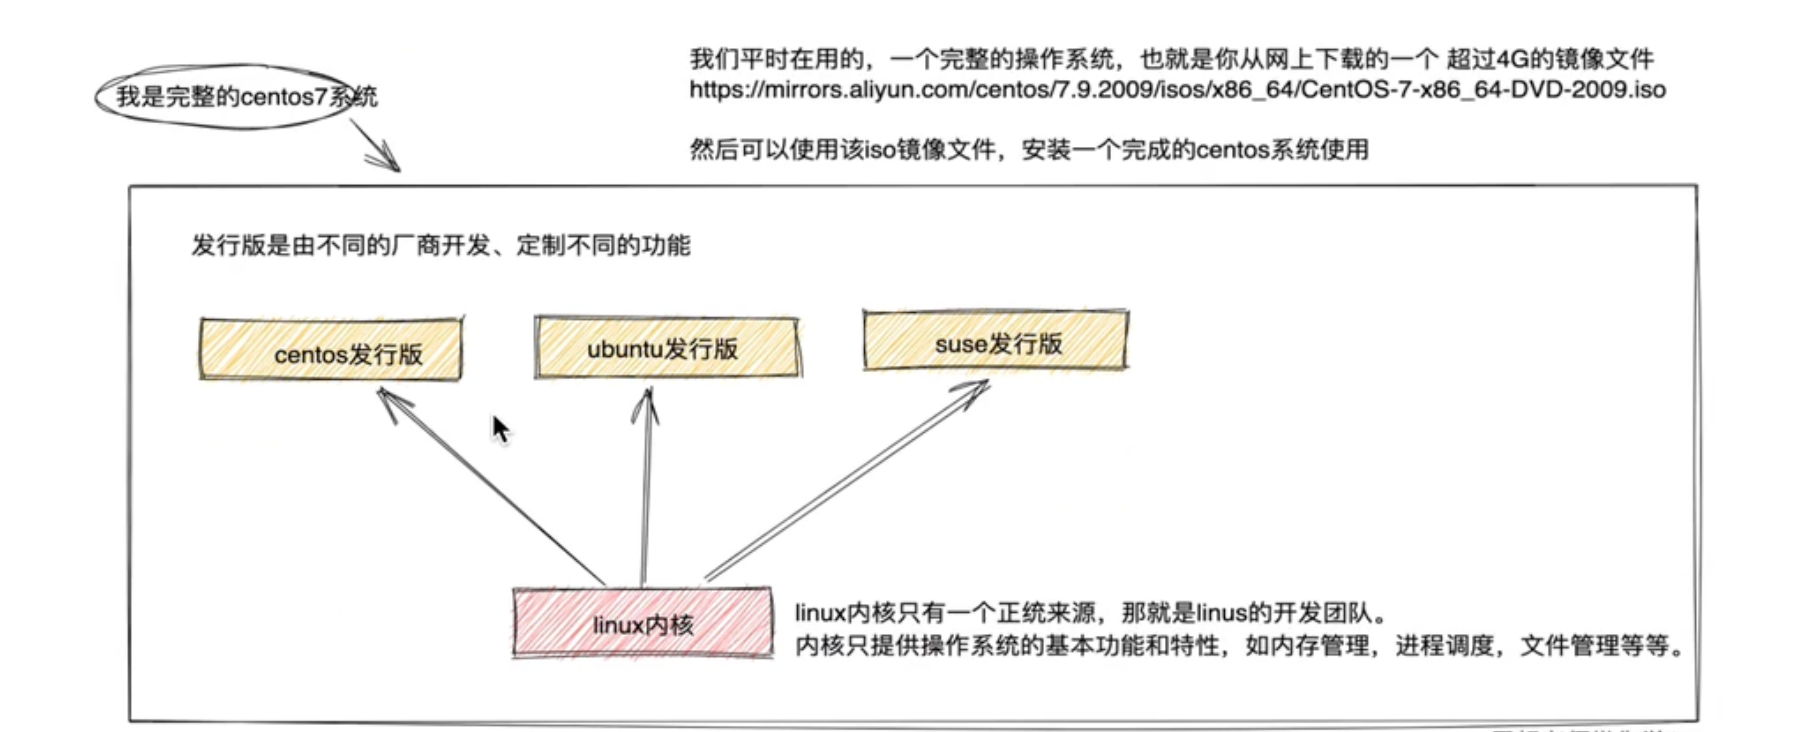 我们平时在用的，一个完整的操作系统，也就是你从网上下载的一个 超过4G的镜像文件
https://mirrors.aliyun.com/centos/7.9.2009/isos/x86_64/CentOS-7-x86_64-DVD-2009.iso
我是完整的centos7系统
然后可以使用该iso镜像文件，安装一个完成的centos系统使用
发行版是由不同的厂商开发、定制不同的功能
centos发行版
ubuntu发行版
suse发行版
linux内核
linux内核只有一个正统来源，那就是linus的开发团队。
内核只提供操作系统的基本功能和特性，如内存管理，进程调度，文件管理等等。